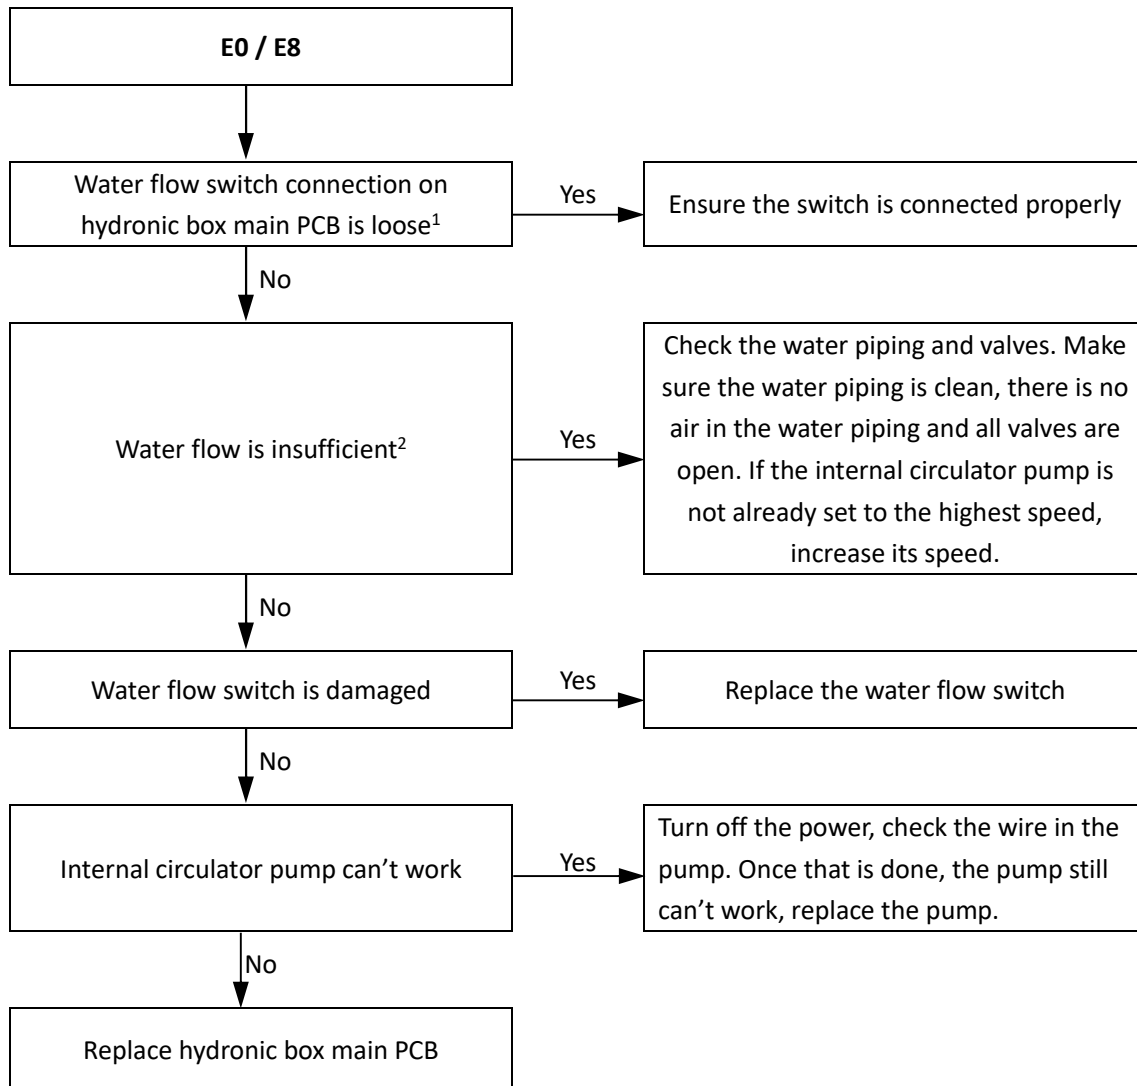 E0 / E8
Water flow switch connection on
hydronic box main PCB is loose¹
Yes
Ensure the switch is connected properly
No
Water flow is insufficient²
Yes
Check the water piping and valves. Make
sure the water piping is clean, there is no
air in the water piping and all valves are
open. If the internal circulator pump is
not already set to the highest speed,
increase its speed.
No
Water flow switch is damaged
Yes
Replace the water flow switch
No
Internal circulator pump can’t work
Yes
Turn off the power, check the wire in the
pump. Once that is done, the pump still
can’t work, replace the pump.
No
Replace hydronic box main PCB